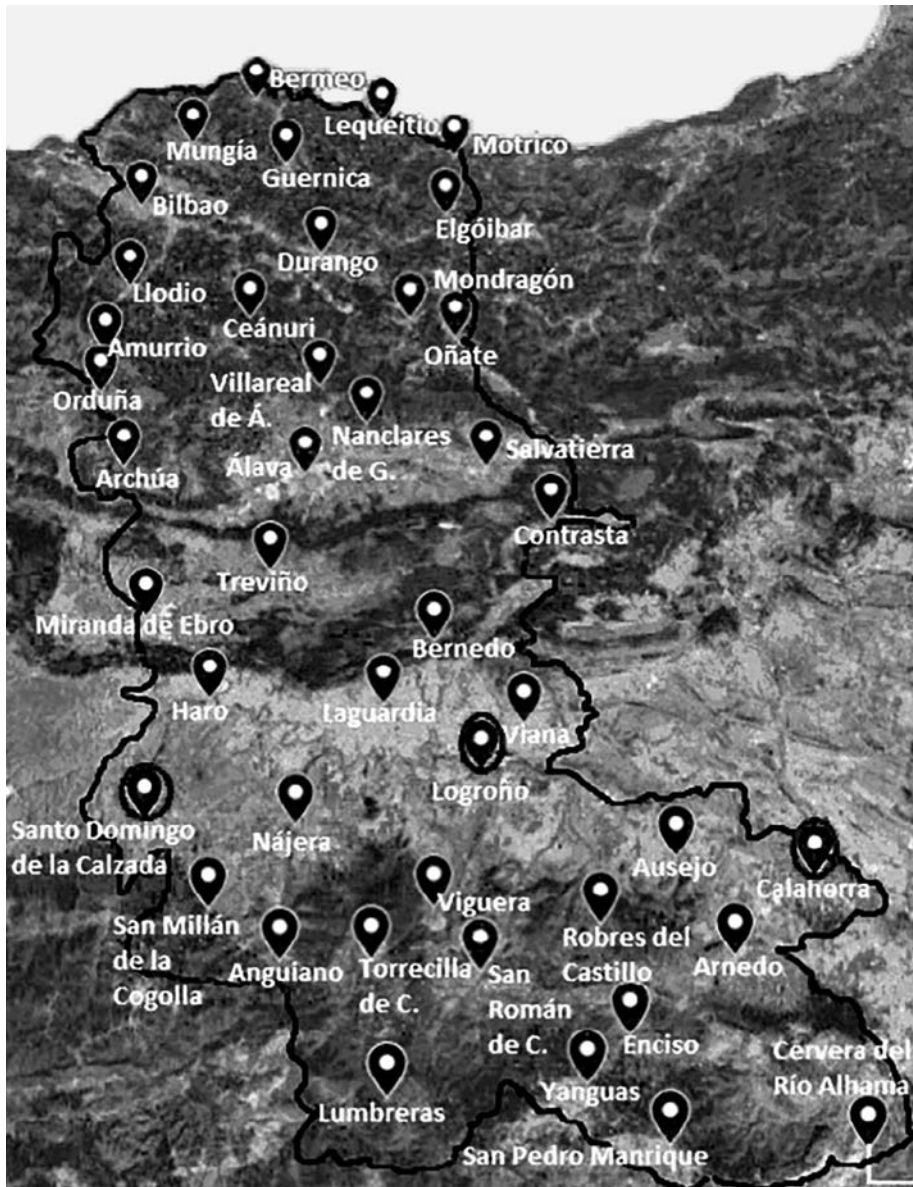 Bermeo
Lequeitio
Motrico
Mungía
Guernica
Bilbao
Elgóibar
Durango
Mondragón
Llodio
Ceánuri
Oñate
Amurrio
Villareal
de Á.
Orduña
Nanclares
de G.
Salvatierra
Archúa
Álava
Contrasta
Treviño
Miranda de Ebro
Bernedo
Haro
Laguardia
Viana
Logroño
Santo Domingo
de la Calzada
Nájera
Ausejo
Calahorra
San Millán
de la
Cogolla
Viguera
Anguiano
Torrecilla
de C.
San
Román
de C.
Robres del
Castillo
Arnedo
Enciso
Cervera del
Río Alhama
Yanguas
Lumbreras
San Pedro Manrique